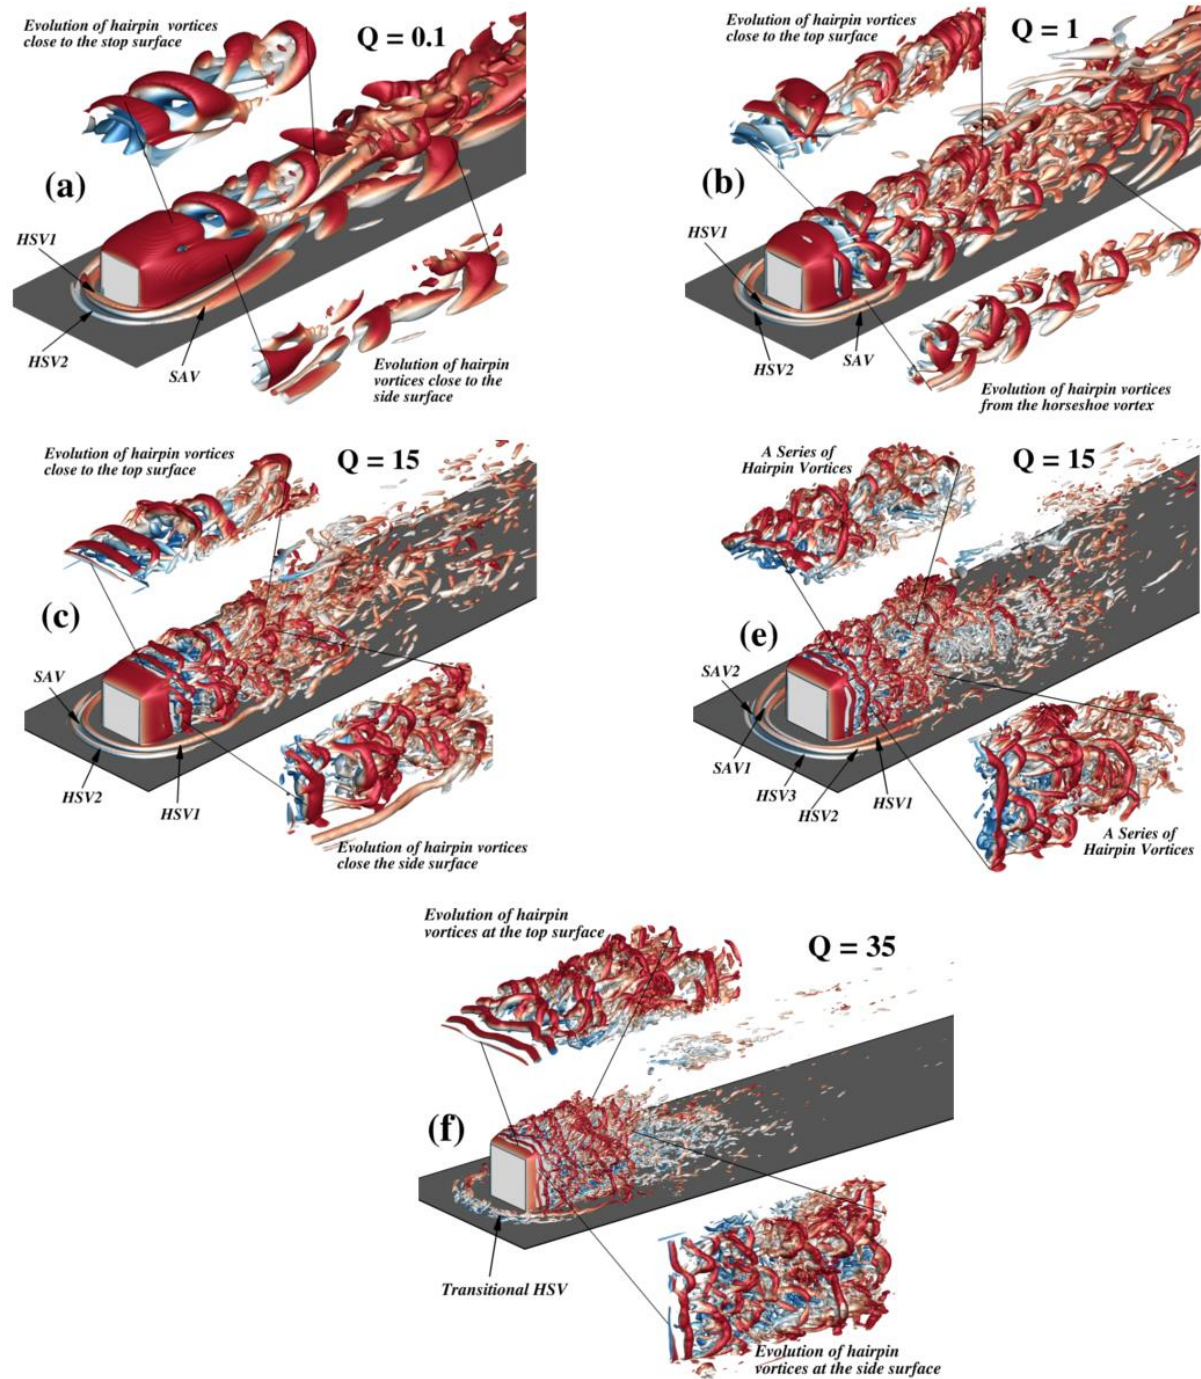 Evolution of hairpin vortices
close to the stop surface
Q = 0.1
(a)
HSV1
HSV2
SAV
Evolution of hairpin
vortices close to the
side surface
Evolution of hairpin vortices
close to the top surface
Q = 1
(b)
HSV1
HSV2
SAV
Evolution of hairpin vortices
from the horseshoe vortex
Evolution of hairpin vortices
close to the top surface
Q = 15
(c)
SAV
HSV2
HSV1
Evolution of hairpin vortices
close the side surface
A Series of
Hairpin Vortices
Q = 15
(e)
SAV2
SAV1
HSV3
HSV2
HSV1
A Series of
Hairpin Vortices
Evolution of hairpin
vortices at the top surface
Q = 35
(f)
Transitional HSV
Evolution of hairpin
vortices at the side surface